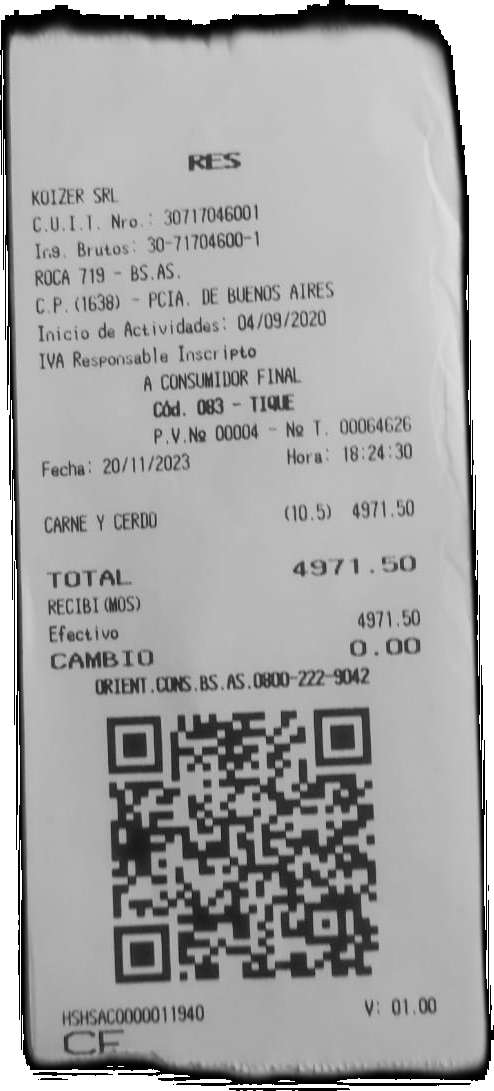 RES
KOIZER SRL
C.U.I.T. Nro.: 30717046001
Ing. Brutos: 30-71704600-1
ROCA 719 - BS.AS.
C.P.(1638) - PCIA. DE BUENOS AIRES
Inicio de Actividades: 04/09/2020
IVA Responsable Inscripto
A CONSUMIDOR FINAL
Cód. 083 - TIQUE
P.V.Nº 00004 - Nº T. 00064626
Fecha: 20/11/2023 Hora: 18:24:30
CARNE Y CERDO (10.5) 4971.50
TOTAL 4971.50
RECIBI(MOS)
Efectivo 4971.50
CAMBIO 0.00
ORIENT.CONS.BS.AS.0800-222-9042
HSHSAC0000011940 V: 01.00
CF